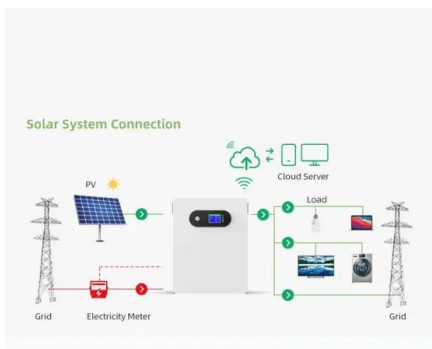 Solar System Connection
Cloud Server
PV
Load
Grid
Electricity Meter
Grid